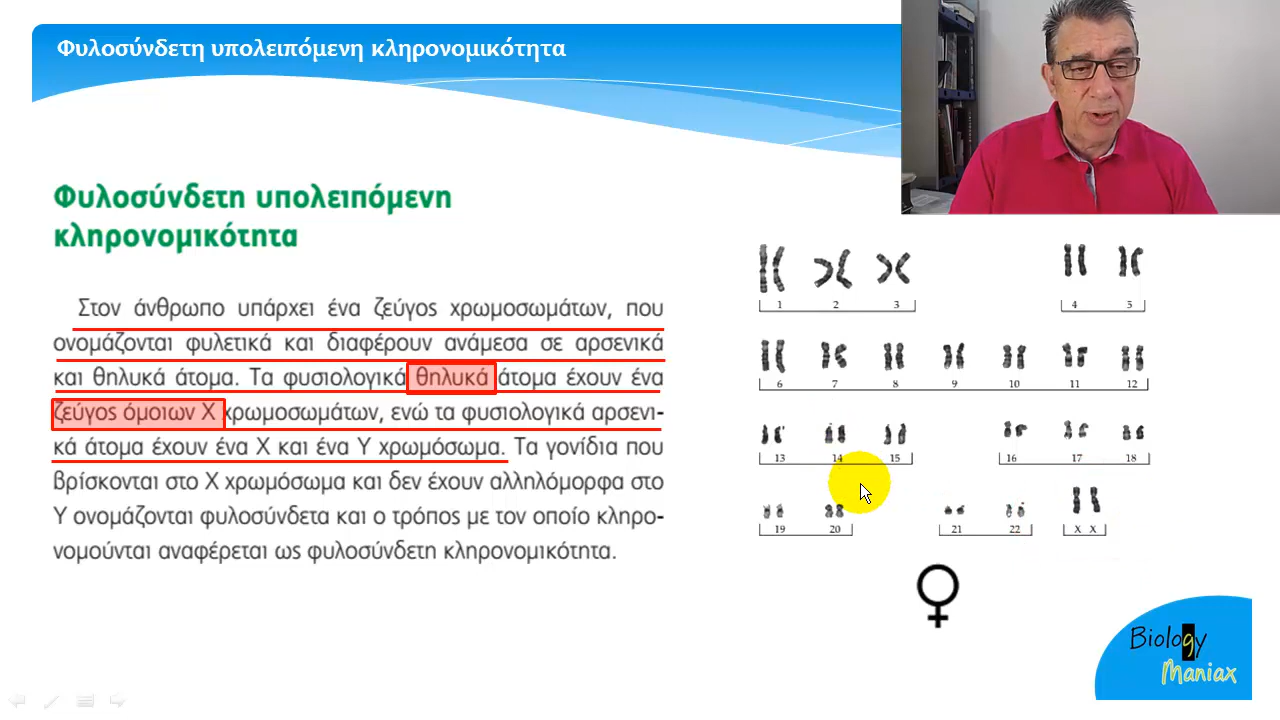 Φυλοσύνδετη υπολειπόμενη κληρονομικότητα
Φυλοσύνδετη υπολειπόμενη
κληρονομικότητα
Στον άνθρωπο υπάρχει ένα ζεύγος χρωμοσωμάτων, που
ονομάζονται φυλετικά και διαφέρουν ανάμεσα σε αρσενικά
και θηλυκά άτομα. Τα φυσιολογικά θηλυκά άτομα έχουν ένα
ζεύγος όμοιων Χ χρωμοσωμάτων, ενώ τα φυσιολογικά αρσενι-
κά άτομα έχουν ένα Χ και ένα Υ χρωμόσωμα. Τα γονίδια που
βρίσκονται στο Χ χρωμόσωμα και δεν έχουν αλληλόμορφα στο
Υ ονομάζονται φυλοσύνδετα και ο τρόπος με τον οποίο κληρο-
νομούνται αναφέρεται ως φυλοσύνδετη κληρονομικότητα.
1 2 3 4 5
6 7 8 9 10 11 12
13 14 15 16 17 18
19 20 21 22 X X
Biology
Maniax